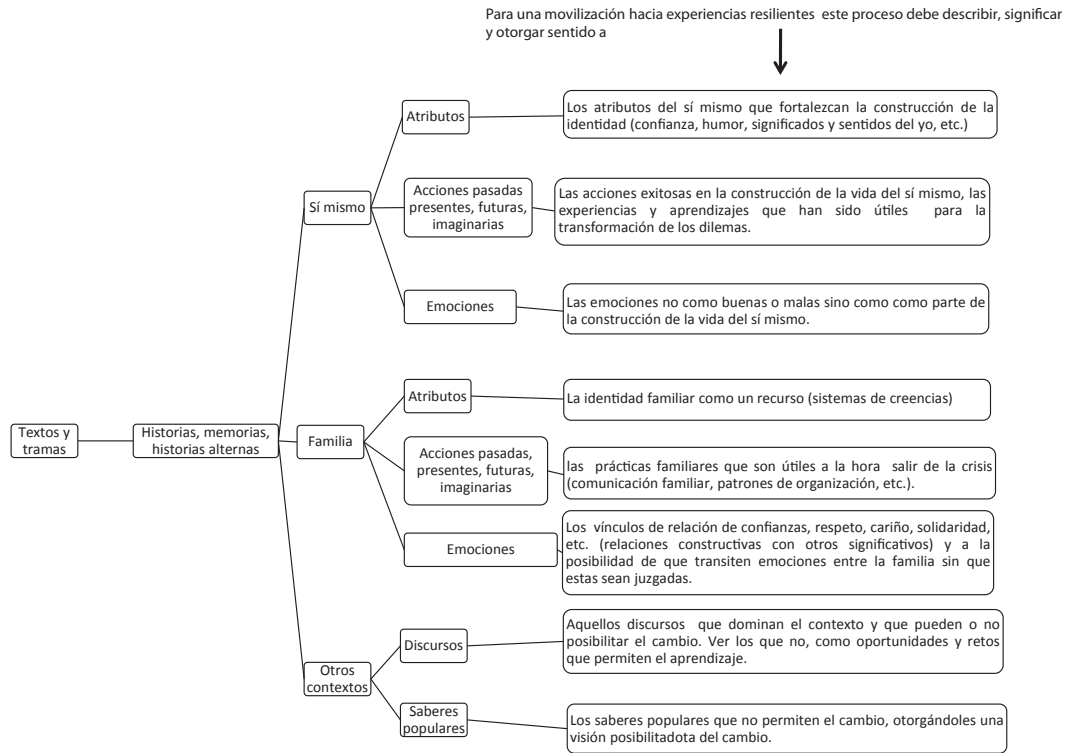 Para una movilización hacia experiencias resilientes este proceso debe describir, significar
y otorgar sentido a
Atributos
Los atributos del sí mismo que fortalezcan la construcción de la
identidad (confianza, humor, significados y sentidos del yo, etc.)
Sí mismo
Acciones pasadas
presentes, futuras,
imaginarias
Las acciones exitosas en la construcción de la vida del sí mismo, las
experiencias y aprendizajes que han sido útiles para la
transformación de los dilemas.
Emociones
Las emociones no como buenas o malas sino como como parte de
la construcción de la vida del sí mismo.
Textos y
tramas
Historias, memorias,
historias alternas
Familia
Atributos
La identidad familiar como un recurso (sistemas de creencias)
Acciones pasadas,
presentes, futuras,
imaginarias
las prácticas familiares que son útiles a la hora salir de la crisis
(comunicación familiar, patrones de organización, etc.).
Emociones
Los vínculos de relación de confianzas, respeto, cariño, solidaridad,
etc. (relaciones constructivas con otros significativos) y a la
posibilidad de que transiten emociones entre la familia sin que
estas sean juzgadas.
Otros
contextos
Discursos
Aquellos discursos que dominan el contexto y que pueden o no
posibilitar el cambio. Ver los que no, como oportunidades y retos
que permiten el aprendizaje.
Saberes
populares
Los saberes populares que no permiten el cambio, otorgándoles una
visión posibilitadota del cambio.